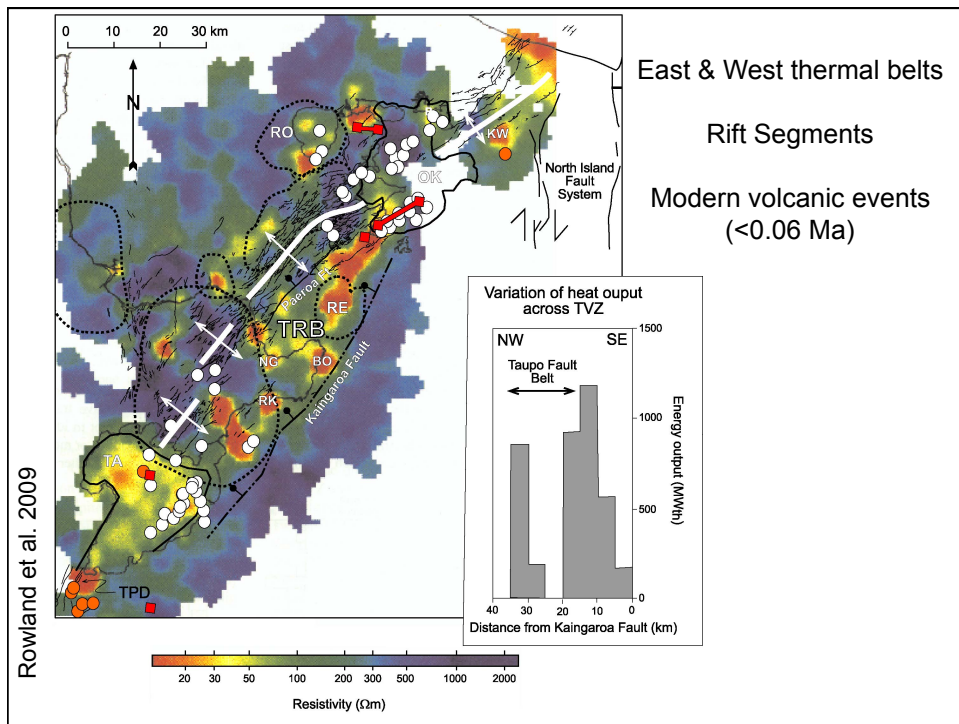 0 10 20 30 km
N
RO
OK
KW
North Island
Fault
System
Paeroa Ft
RE
TRB
NG
BO
RK
Kaingaroa Fault
TA
TPD
Rowland et al. 2009
20 30 50 100 200 300 500 1000 2000
Resistivity (Ωm)
East & West thermal belts
Rift Segments
Modern volcanic events
(<0.06 Ma)
Variation of heat ouput
across TVZ
NW SE
Taupo Fault
Belt
1500
1000
500
0
Energy output (MWth)
40 30 20 10 0
Distance from Kaingaroa Fault (km)